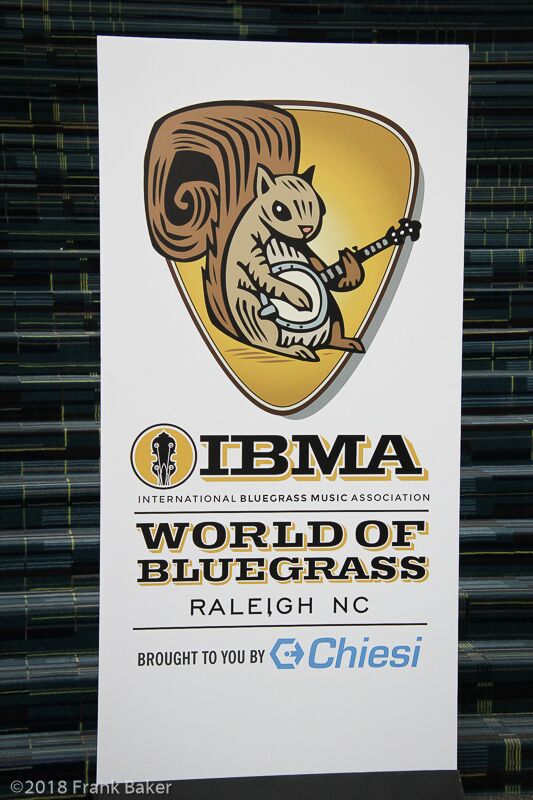 IBMA
INTERNATIONAL BLUEGRASS MUSIC ASSOCIATION
WORLD OF
BLUEGRASS
RALEIGH NC
BROUGHT TO YOU BY Chiesi
©2018 Frank Baker